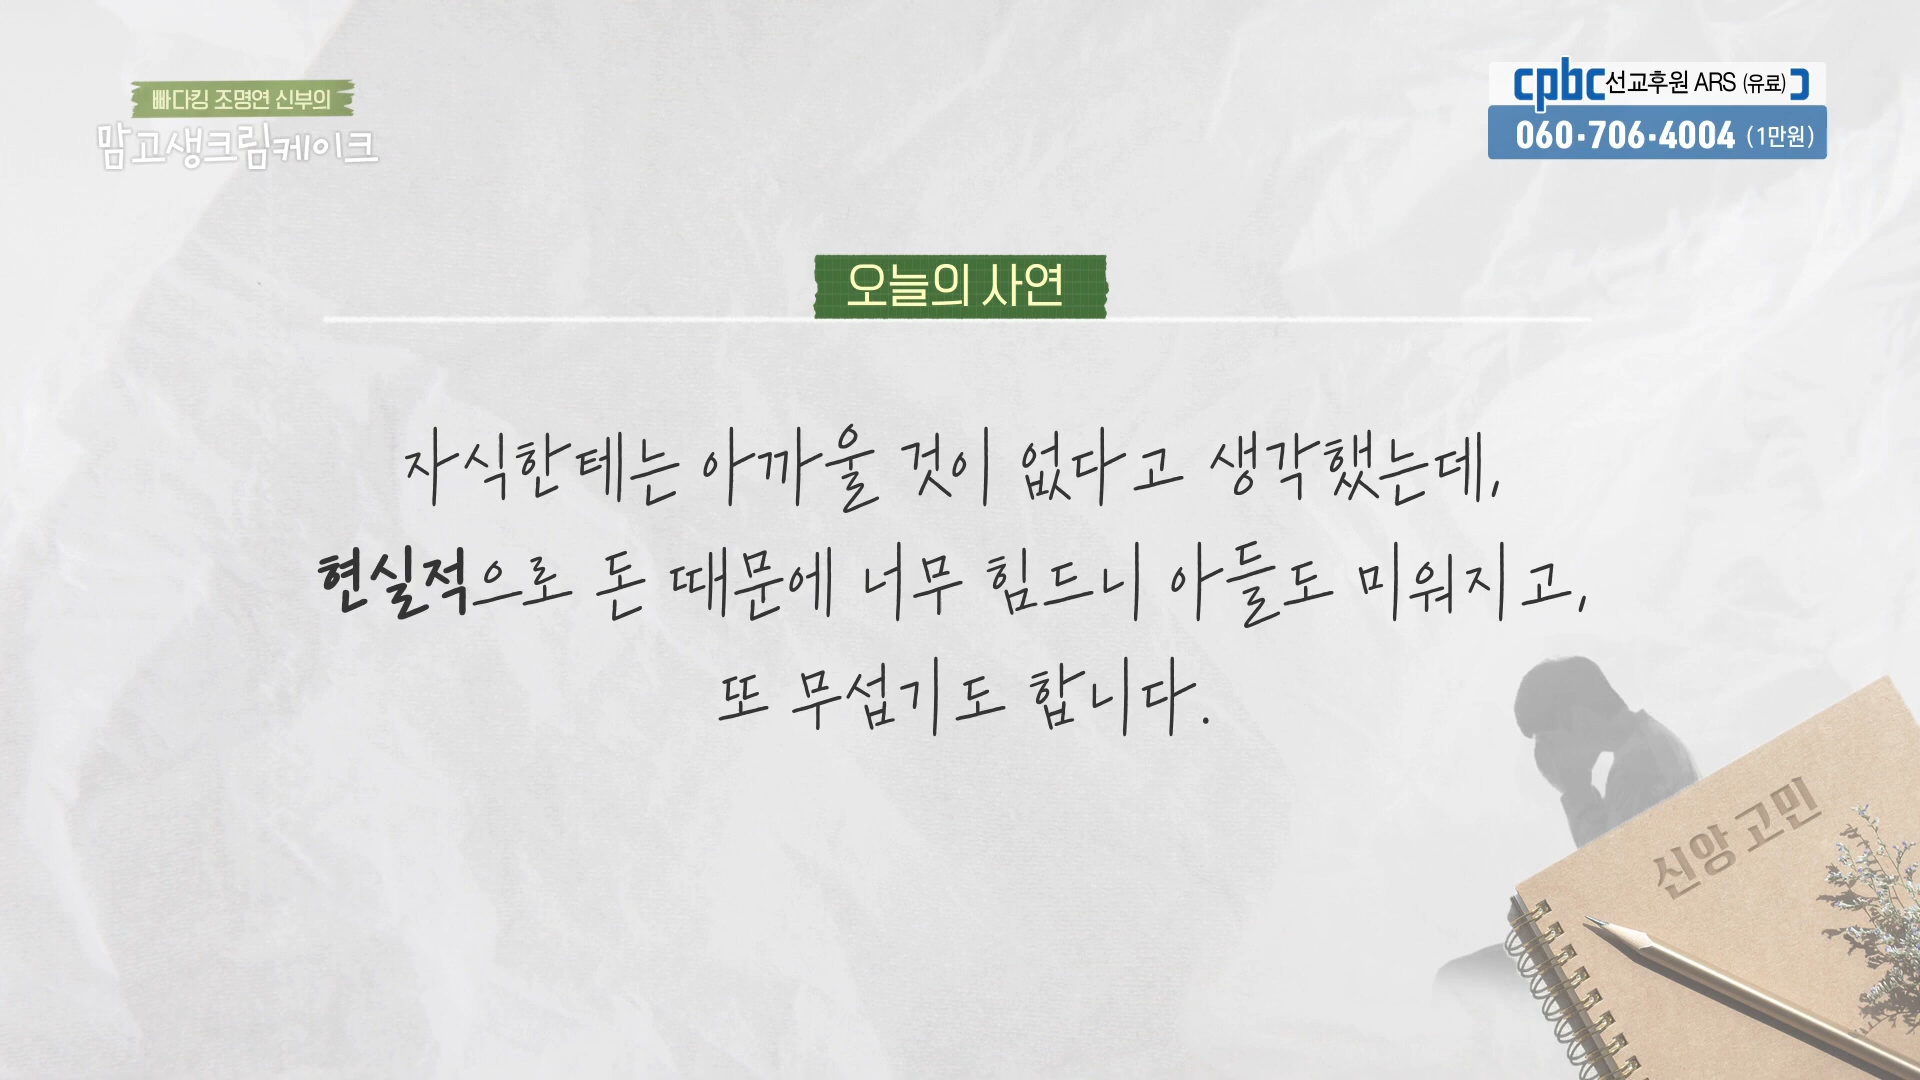 빠다킹 조명연 신부의
맘고생크림케이크
cpbc 선교후원 ARS (유료)
060·706·4004 (1만원)
오늘의 사연
자식한테는 아까울 것이 없다고 생각했는데,
현실적으로 돈 때문에 너무 힘드니 아들도 미워지고,
또 무섭기도 합니다.
신앙 고민